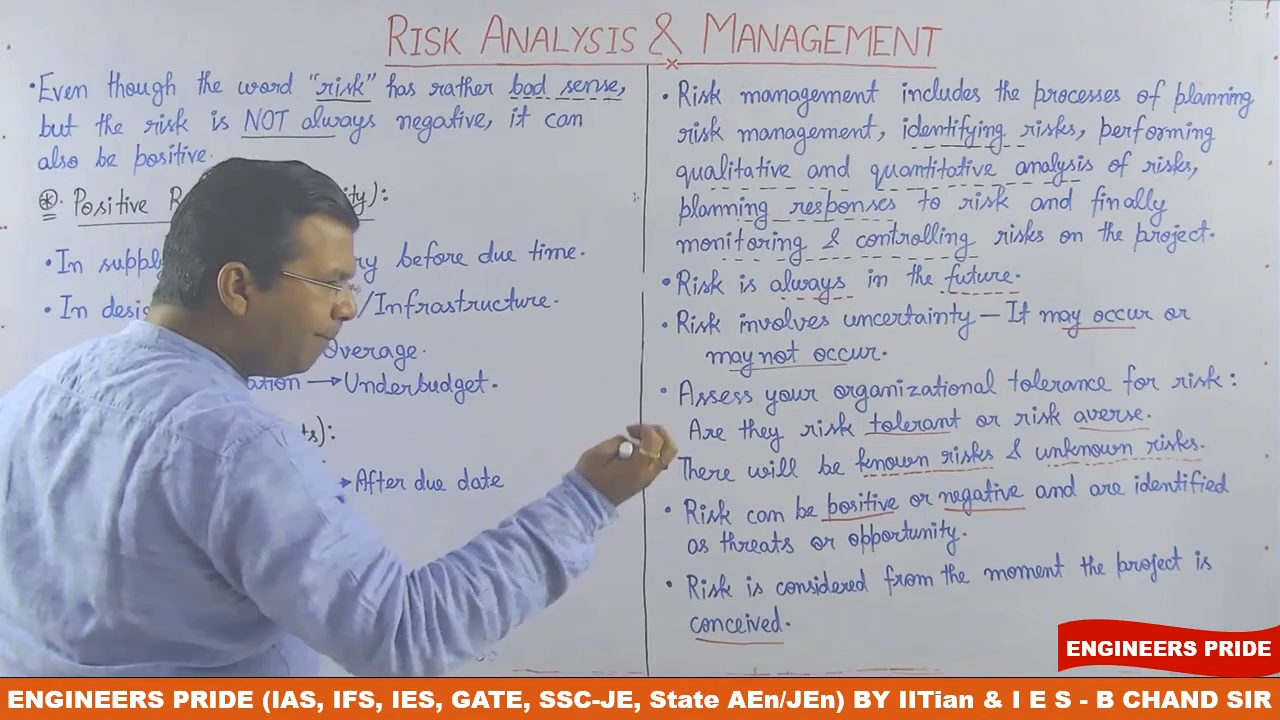 RISK ANALYSIS & MANAGEMENT
• Even though the word "risk" has rather bad sense,
but the risk is NOT always negative, it can
also be positive.
⊛. Positive
ty):
• In supply
ry before due time.
• In desi
/Infrastructure.
Overage.
ation → Underbudget.
ts):
→ After due date
• Risk management includes the processes of planning
risk management, identifying risks, performing
qualitative and quantitative analysis of risks,
planning responses to risk and finally
monitoring & controlling risks on the project.
• Risk is always in the future.
• Risk involves uncertainty – It may occur or
may not occur.
• Assess your organizational tolerance for risk:
Are they risk tolerant or risk averse.
There will be known risks & unknown risks.
• Risk can be positive or negative and are identified
as threats or opportunity.
• Risk is considered from the moment the project is
conceived.
ENGINEERS PRIDE
ENGINEERS PRIDE (IAS, IFS, IES, GATE, SSC-JE, State AEn/JEn) BY IITian & I E S - B CHAND SIR